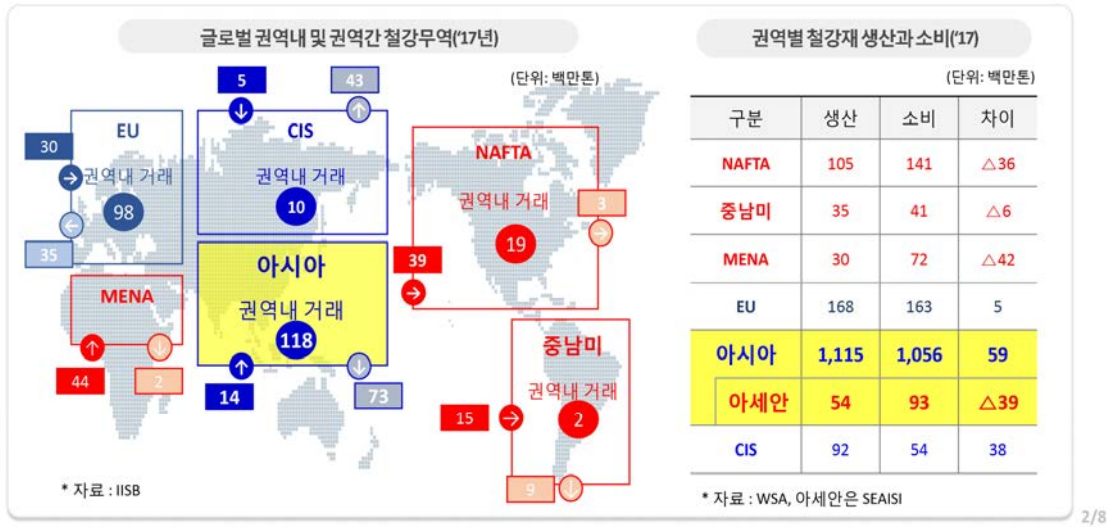 글로벌 권역내 및 권역간 철강무역('17년)
(단위: 백만톤)
5
43
EU
CIS
30
권역내 거래
98
35
권역내 거래
10
NAFTA
권역내 거래
3
19
39
아시아
권역내 거래
118
MENA
44
2
14
73
중남미
권역내 거래
15
2
9
* 자료 : IISB
권역별 철강재 생산과 소비('17)
(단위: 백만톤)
구분 생산 소비 차이
NAFTA 105 141 △36
중남미 35 41 △6
MENA 30 72 △42
EU 168 163 5
아시아 1,115 1,056 59
아세안 54 93 △39
CIS 92 54 38
* 자료 : WSA, 아세안은 SEAISI
2/8